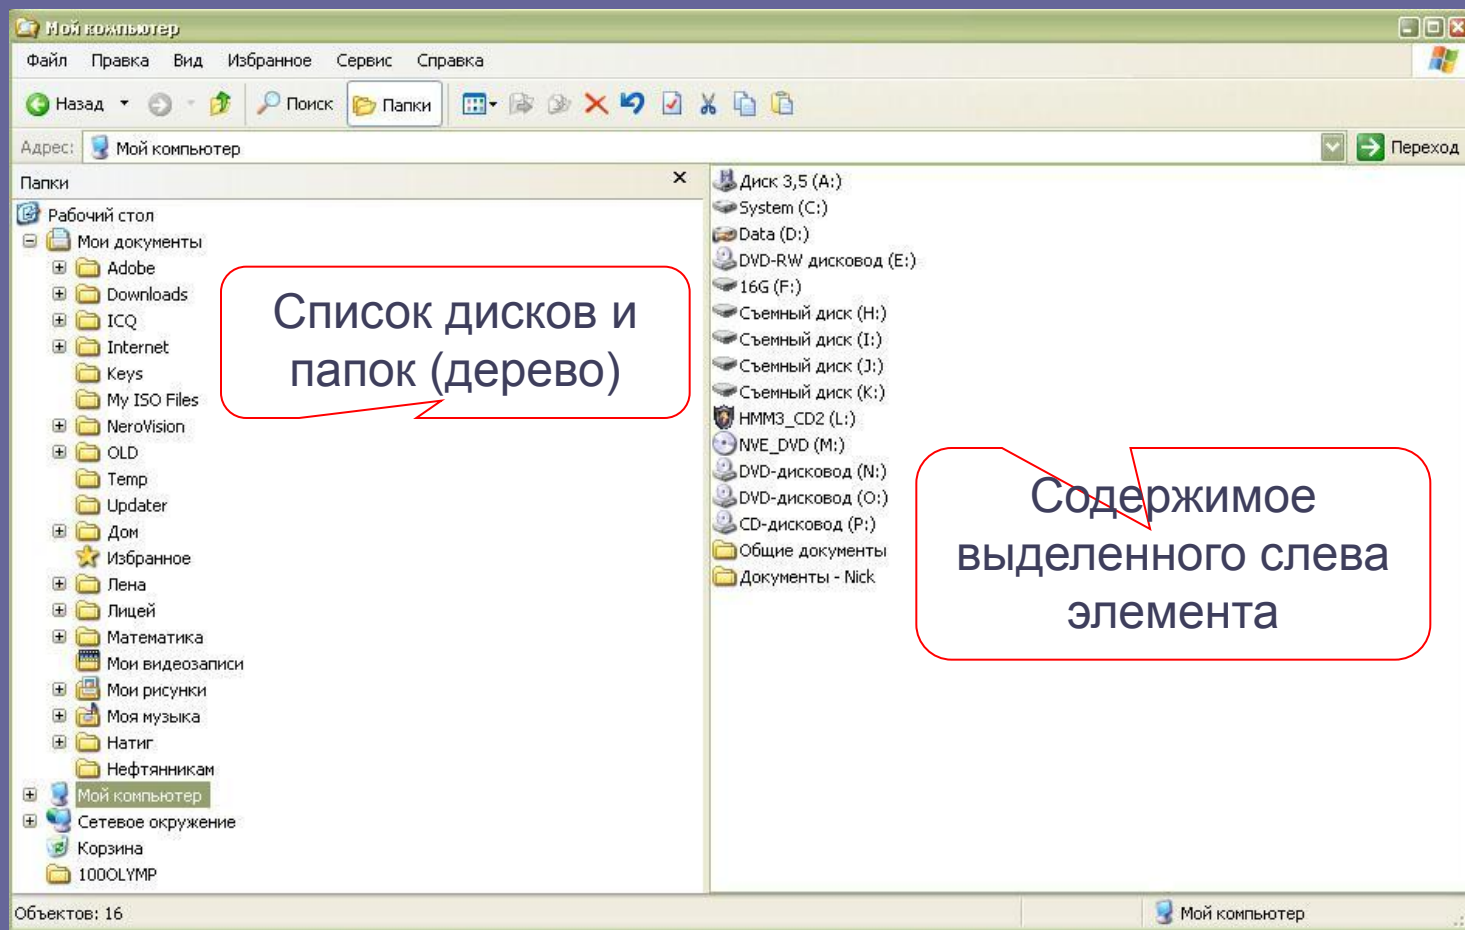 Мой компьютер
Файл Правка Вид Избранное Сервис Справка
Назад Поиск Папки
Адрес: Мой компьютер Переход
Папки
Рабочий стол
Мои документы
Adobe
Downloads
ICQ
Internet
Keys
My ISO Files
NeroVision
OLD
Temp
Updater
Дом
Избранное
Лена
Лицей
Математика
Мои видеозаписи
Мои рисунки
Моя музыка
Натиг
Нефтянникам
Мой компьютер
Сетевое окружение
Корзина
100OLYMP
Список дисков и
папок (дерево)
Диск 3,5 (A:)
System (C:)
Data (D:)
DVD-RW дисковод (E:)
16G (F:)
Съемный диск (H:)
Съемный диск (I:)
Съемный диск (J:)
Съемный диск (K:)
HMM3_CD2 (L:)
NVE_DVD (M:)
DVD-дисковод (N:)
DVD-дисковод (O:)
CD-дисковод (P:)
Общие документы
Документы - Nick
Содержимое
выделенного слева
элемента
Объектов: 16 Мой компьютер